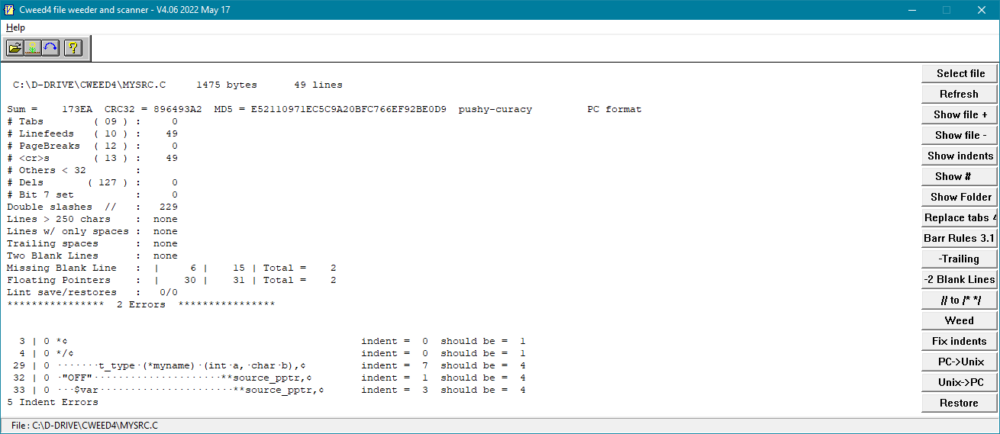 Cweed4 file weeder and scanner - V4.06 2022 May 17
Help
C:\D-DRIVE\CWEED4\MYSRC.C     1475 bytes      49 lines
Sum =    173EA  CRC32 = 896493A2  MD5 = E52110971EC5C9A20BFC766EF92BE0D9  pushy-curacy         PC format
# Tabs        ( 09 ) :     0
# Linefeeds   ( 10 ) :    49
# PageBreaks  ( 12 ) :     0
# <cr>s       ( 13 ) :    49
# Others < 32        :
# Dels       ( 127 ) :     0
# Bit 7 set          :     0
Double slashes  //   :   229
Lines > 250 chars    :  none
Lines w/ only spaces :  none
Trailing spaces      :  none
Two Blank Lines      :  none
Missing Blank Line   :  |     6 |    15 | Total =    2
Floating Pointers    :  |    30 |    31 | Total =    2
Lint save/restores   :   0/0
****************  2 Errors  ****************
3 | 0 *¢                                                indent =  0  should be =  1
4 | 0 */¢                                               indent =  0  should be =  1
29 | 0 ·······t_type·(*myname)·(int·a,·char·b),¢         indent =  7  should be =  4
32 | 0 ·"OFF"·····················**source_pptr,¢        indent =  1  should be =  4
33 | 0 ···$var······················**source_pptr,¢      indent =  3  should be =  4
5 Indent Errors
Select file
Refresh
Show file +
Show file -
Show indents
Show #
Show Folder
Replace tabs 4
Barr Rules 3.1
-Trailing
-2 Blank Lines
// to /* */
Weed
Fix indents
PC->Unix
Unix->PC
Restore
File : C:\D-DRIVE\CWEED4\MYSRC.C